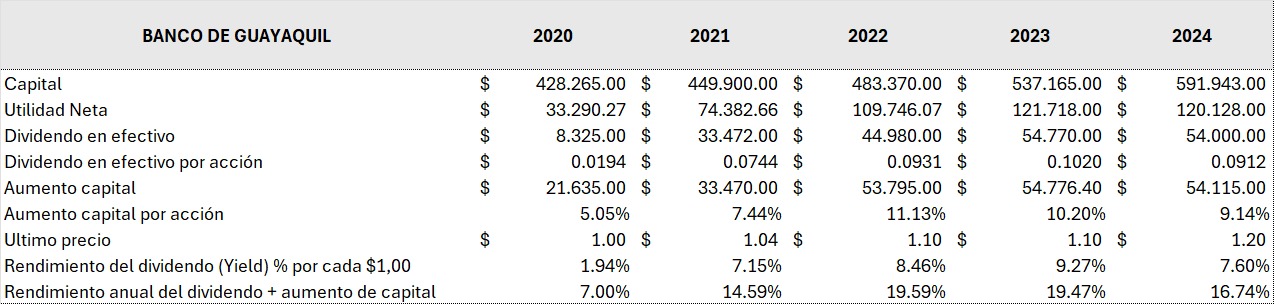 BANCO DE GUAYAQUIL 2020 2021 2022 2023 2024
Capital $ 428.265.00 $ 449.900.00 $ 483.370.00 $ 537.165.00 $ 591.943.00
Utilidad Neta $ 33.290.27 $ 74.382.66 $ 109.746.07 $ 121.718.00 $ 120.128.00
Dividendo en efectivo $ 8.325.00 $ 33.472.00 $ 44.980.00 $ 54.770.00 $ 54.000.00
Dividendo en efectivo por acción $ 0.0194 $ 0.0744 $ 0.0931 $ 0.1020 $ 0.0912
Aumento capital $ 21.635.00 $ 33.470.00 $ 53.795.00 $ 54.776.40 $ 54.115.00
Aumento capital por acción 5.05% 7.44% 11.13% 10.20% 9.14%
Ultimo precio $ 1.00 $ 1.04 $ 1.10 $ 1.10 $ 1.20
Rendimiento del dividendo (Yield) % por cada $1,00 1.94% 7.15% 8.46% 9.27% 7.60%
Rendimiento anual del dividendo + aumento de capital 7.00% 14.59% 19.59% 19.47% 16.74%